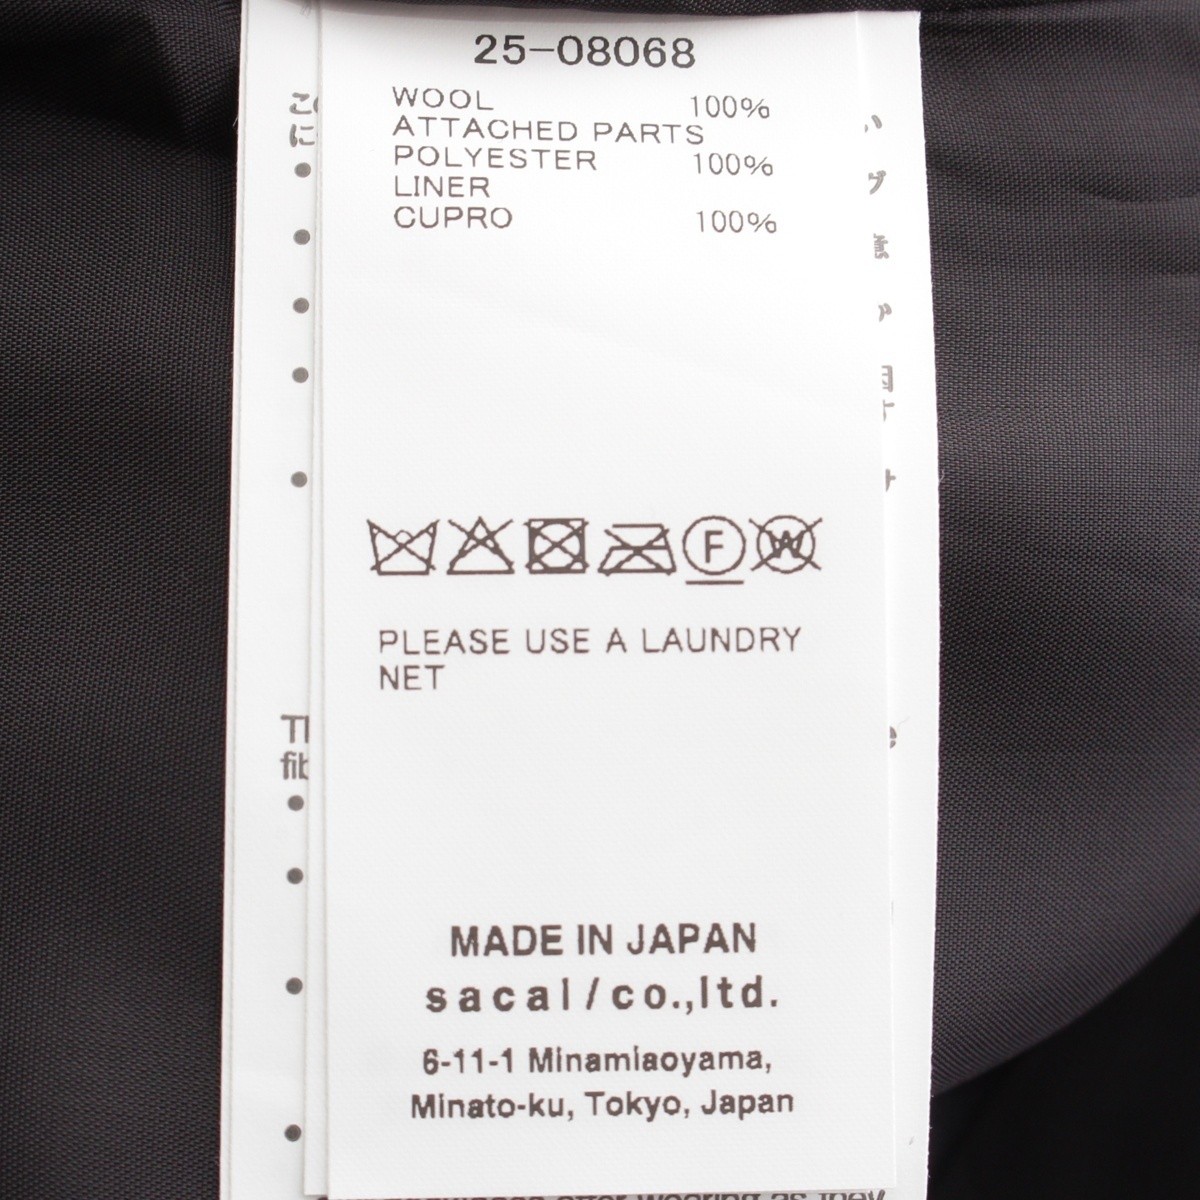 25-08068
WOOL 100%
ATTACHED PARTS
POLYESTER 100%
LINER
CUPRO 100%
F W
PLEASE USE A LAUNDRY
NET
MADE IN JAPAN
sacai/co.,ltd.
6-11-1 Minamiaoyama,
Minato-ku, Tokyo, Japan